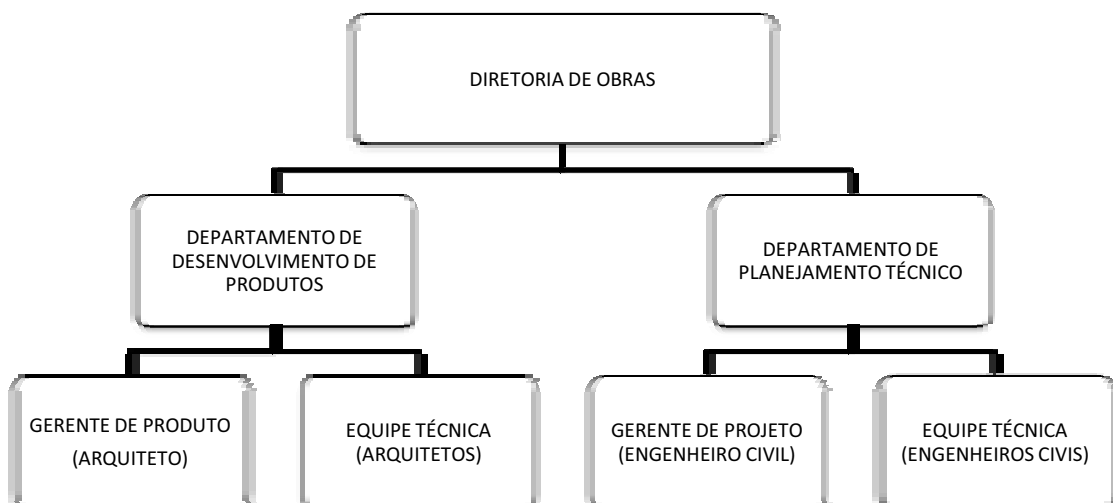 DIRETORIA DE OBRAS
DEPARTAMENTO DE
DESENVOLVIMENTO DE
PRODUTOS
DEPARTAMENTO DE
PLANEJAMENTO TÉCNICO
GERENTE DE PRODUTO
(ARQUITETO)
EQUIPE TÉCNICA
(ARQUITETOS)
GERENTE DE PROJETO
(ENGENHEIRO CIVIL)
EQUIPE TÉCNICA
(ENGENHEIROS CIVIS)